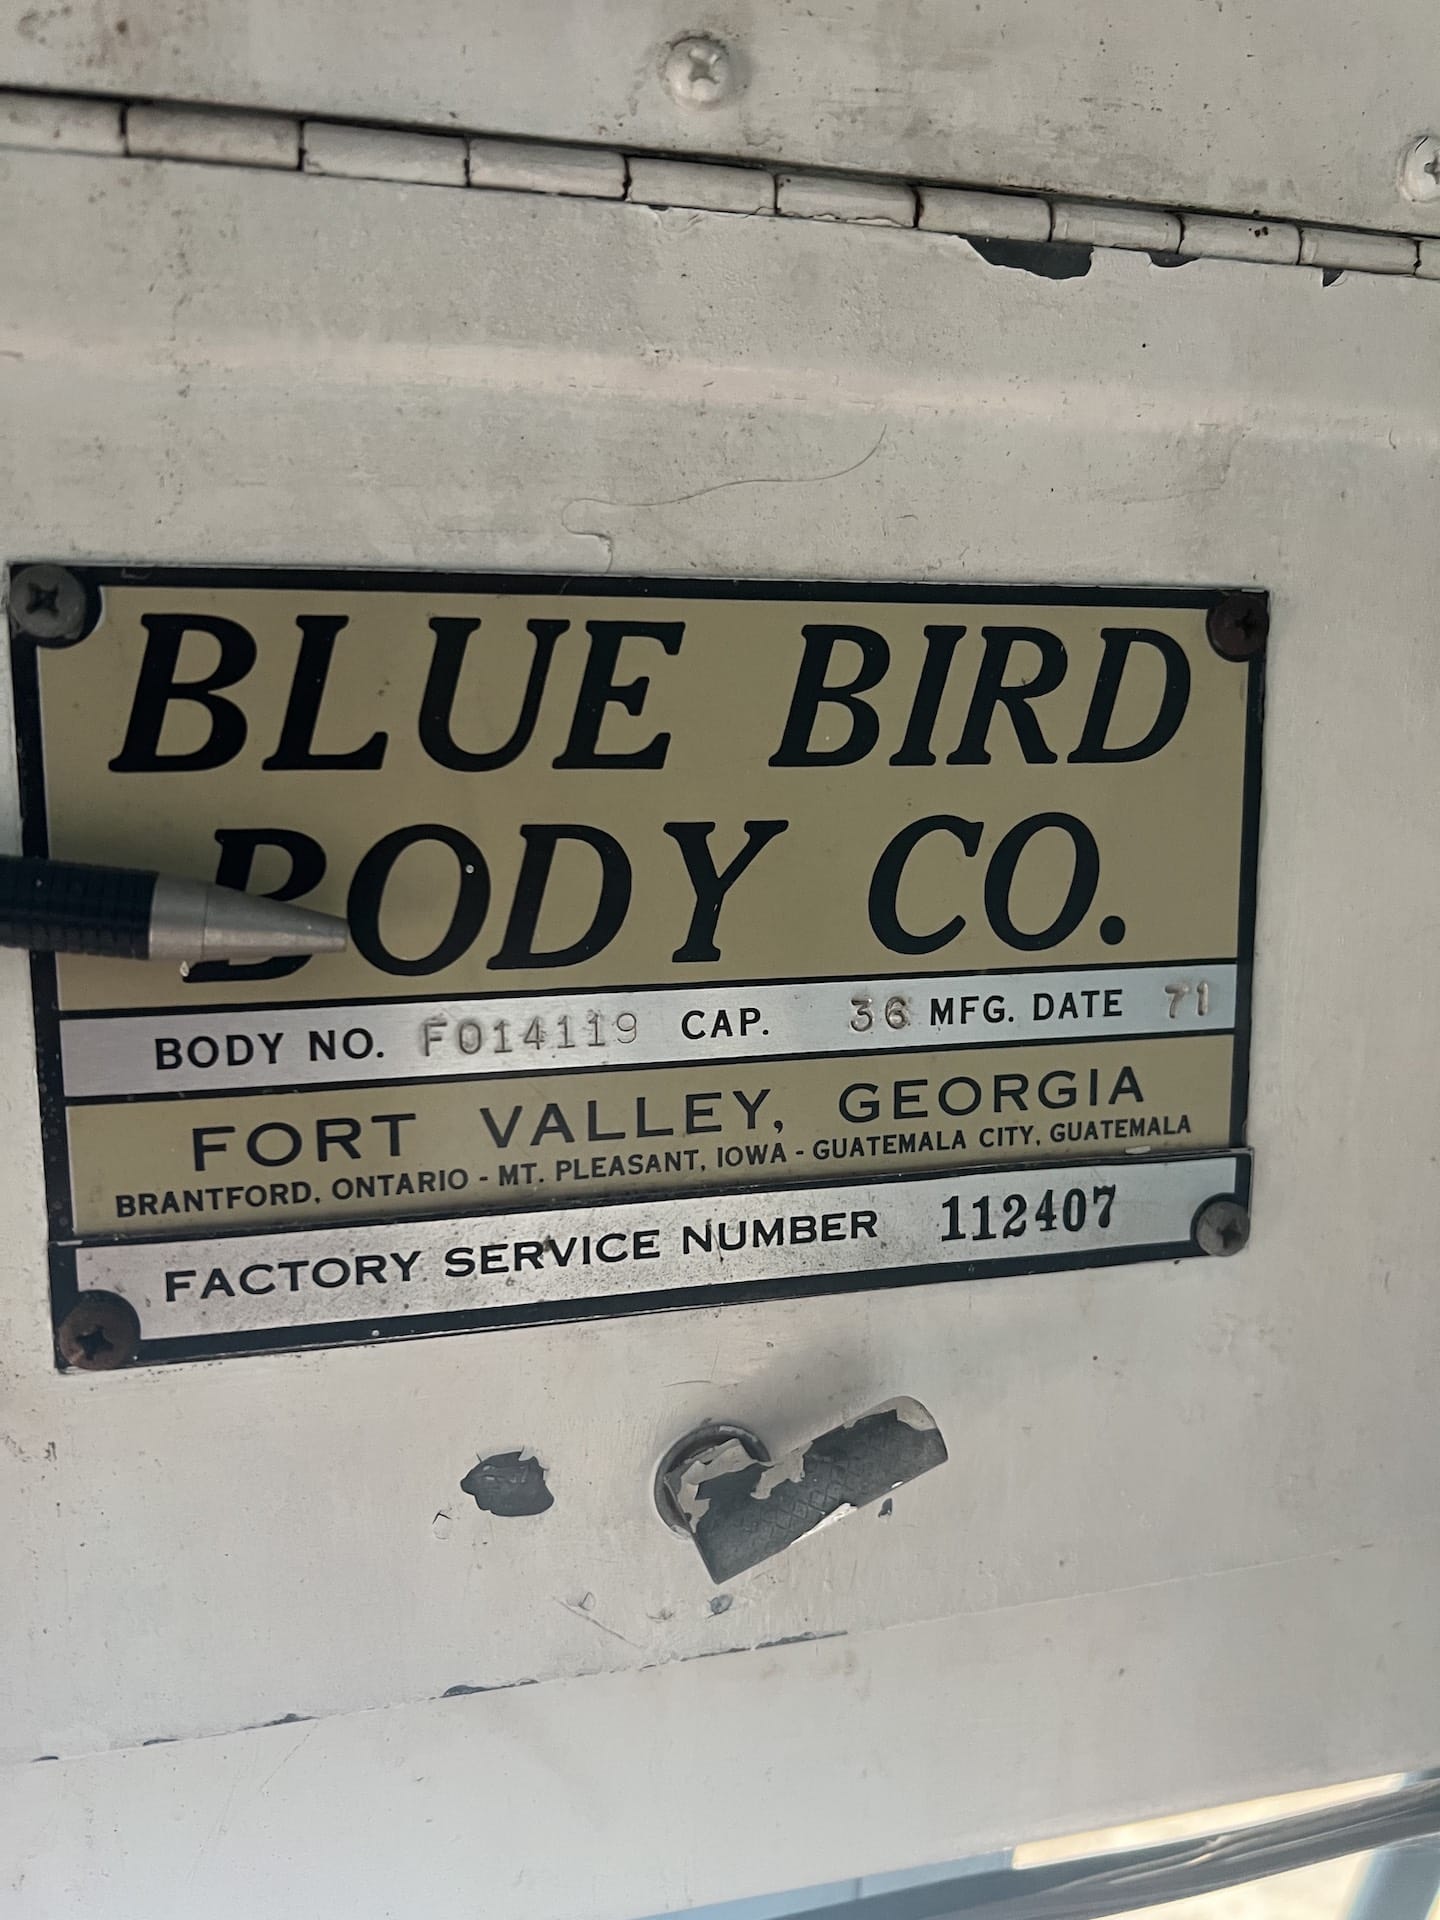 BLUE BIRD
BODY CO.
BODY NO. F014119 CAP. 36 MFG. DATE 71
FORT VALLEY, GEORGIA
BRANTFORD, ONTARIO - MT. PLEASANT, IOWA - GUATEMALA CITY, GUATEMALA
FACTORY SERVICE NUMBER 112407